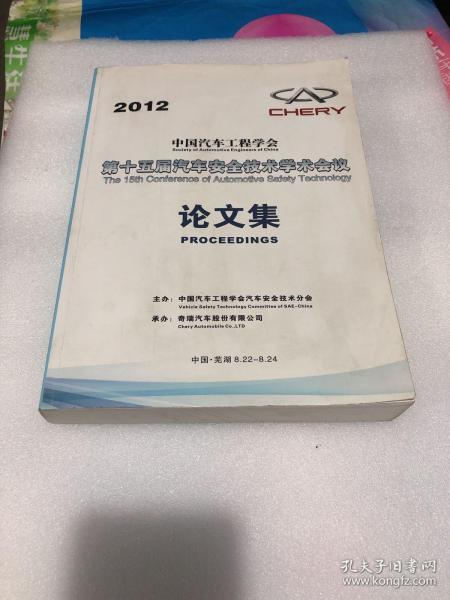 2012
CHERY
中国汽车工程学会
Society of Automotive Engineers of China
第十五届汽车安全技术学术会议
The 15th Conference of Automotive Safety Technology
论文集
PROCEEDINGS
主办：中国汽车工程学会汽车安全技术分会
Vehicle Safety Technology Committee of SAE-China
承办：奇瑞汽车股份有限公司
Chery Automobile Co.,LTD
中国·芜湖 8.22-8.24
孔夫子旧书网
www.kongfz.com